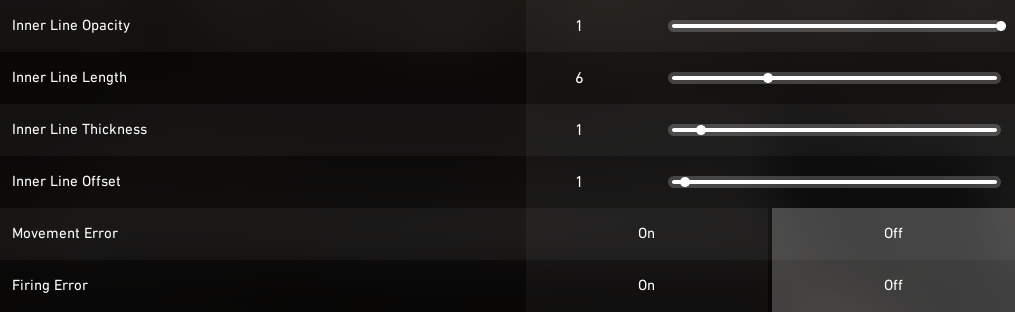 Inner Line Opacity 1
Inner Line Length 6
Inner Line Thickness 1
Inner Line Offset 1
Movement Error On Off
Firing Error On Off